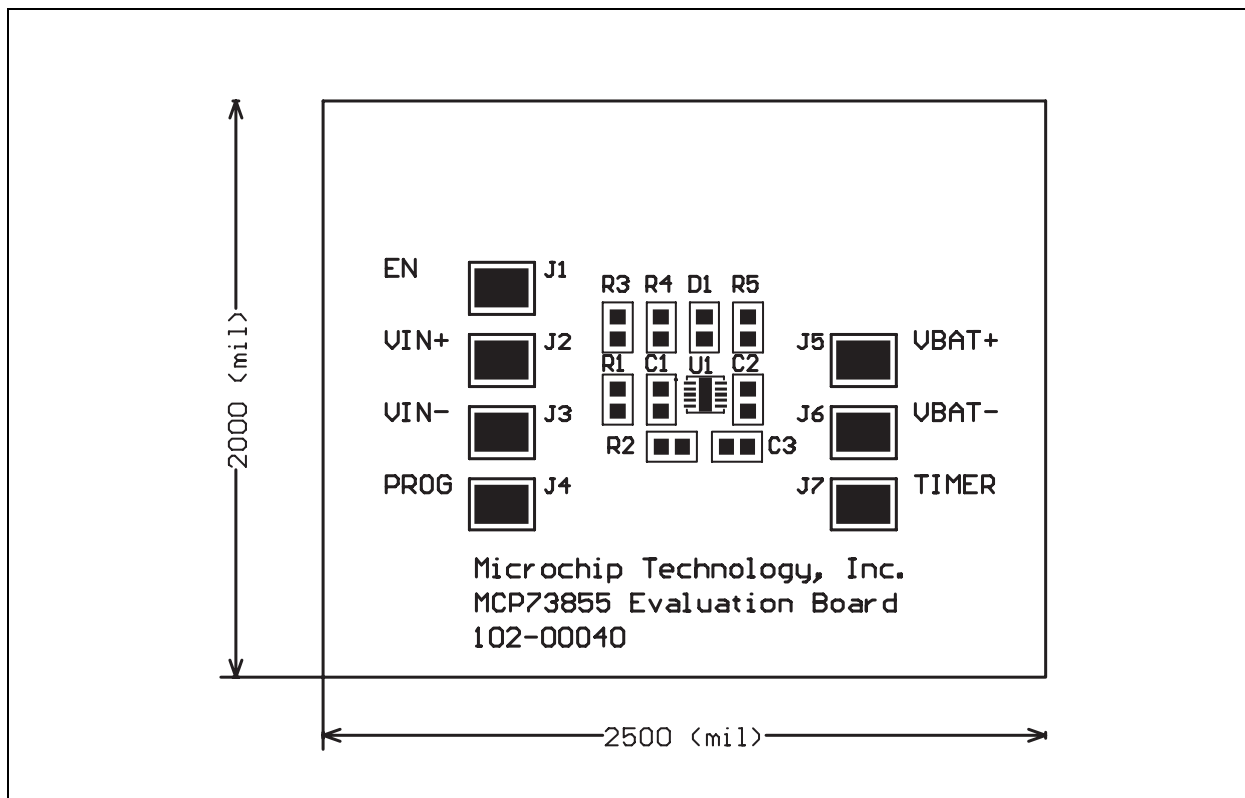 EN J1
R3 R4 D1 R5
VIN+ J2 J5 VBAT+
R1 C1 U1 C2
VIN- J3 J6 VBAT-
R2 C3
PROG J4 J7 TIMER
2000 (mil)
Microchip Technology, Inc.
MCP73855 Evaluation Board
102-00040
2500 (mil)